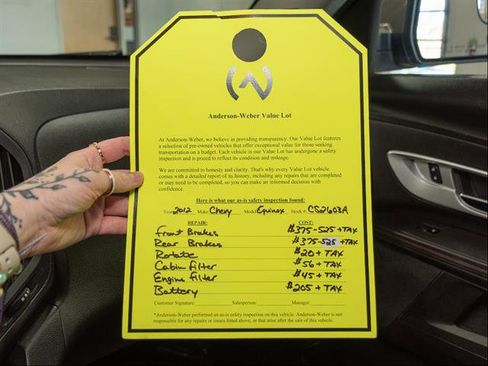 Anderson-Weber Value Lot
At Anderson-Weber, we believe in providing transparency. Our Value Lot features
a selection of pre-owned vehicles that offer exceptional value for those seeking
transportation on a budget. Each vehicle in our Value Lot has undergone a safety
inspection and is priced to reflect its condition and mileage.
We are committed to honesty and clarity. That's why every Value Lot vehicle
comes with a detailed report of its history, including any repairs that are completed
or may need to be completed, so you can make an informed decision with
confidence.
Here is what our as-is safety inspection found:
Year: 2012 Make: Chevy Model: Equinox Stock #: CS2603A
REPAIR: COST:
Front Brakes $375-525 +TAX
Rear Brakes $375-525 +TAX
Rotate $20 + TAX
Cabin filter $56 + TAX
Engine filter $45 + TAX
Battery $205 + TAX
Customer Signature: Salesperson: Manager:
*Anderson-Weber performed an as-is safety inspection on this vehicle. Anderson-Weber is not
responsible for any repairs or issues listed above, or that arise after the sale of this vehicle.